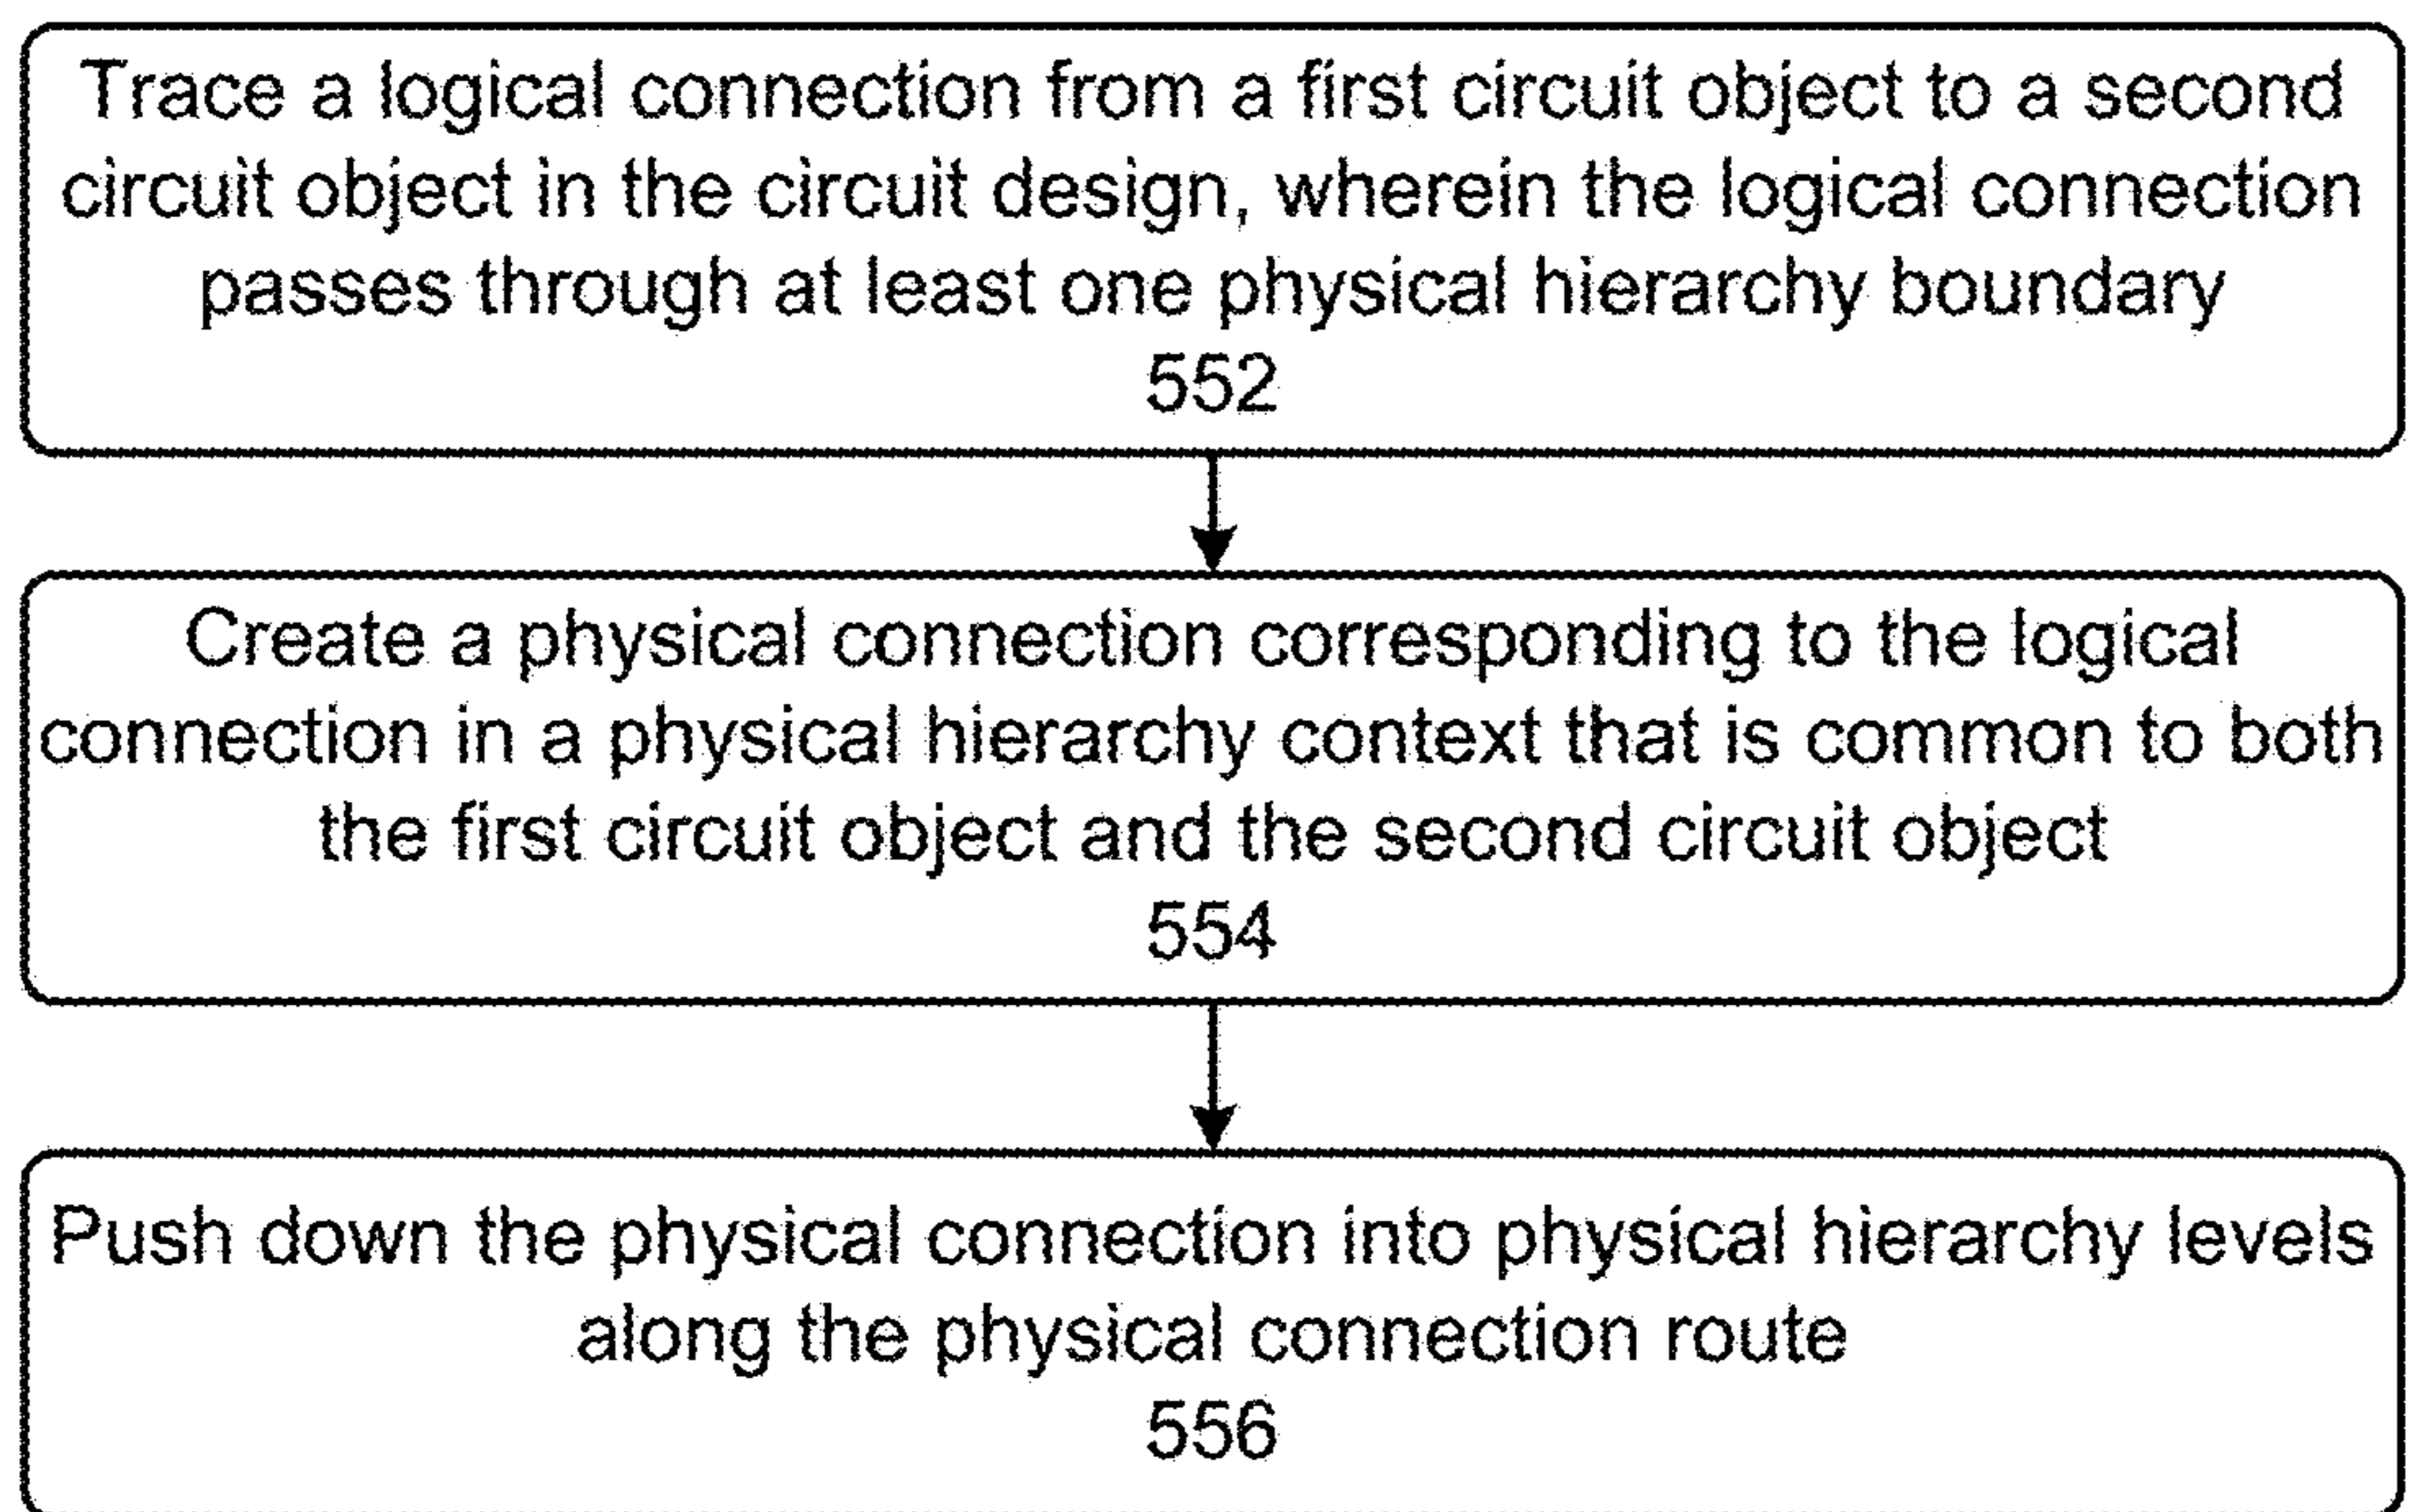 Trace a logical connection from a first circuit object to a second
circuit object in the circuit design, wherein the logical connection
passes through at least one physical hierarchy boundary
552
Create a physical connection corresponding to the logical
connection in a physical hierarchy context that is common to both
the first circuit object and the second circuit object
554
Push down the physical connection into physical hierarchy levels
along the physical connection route
556